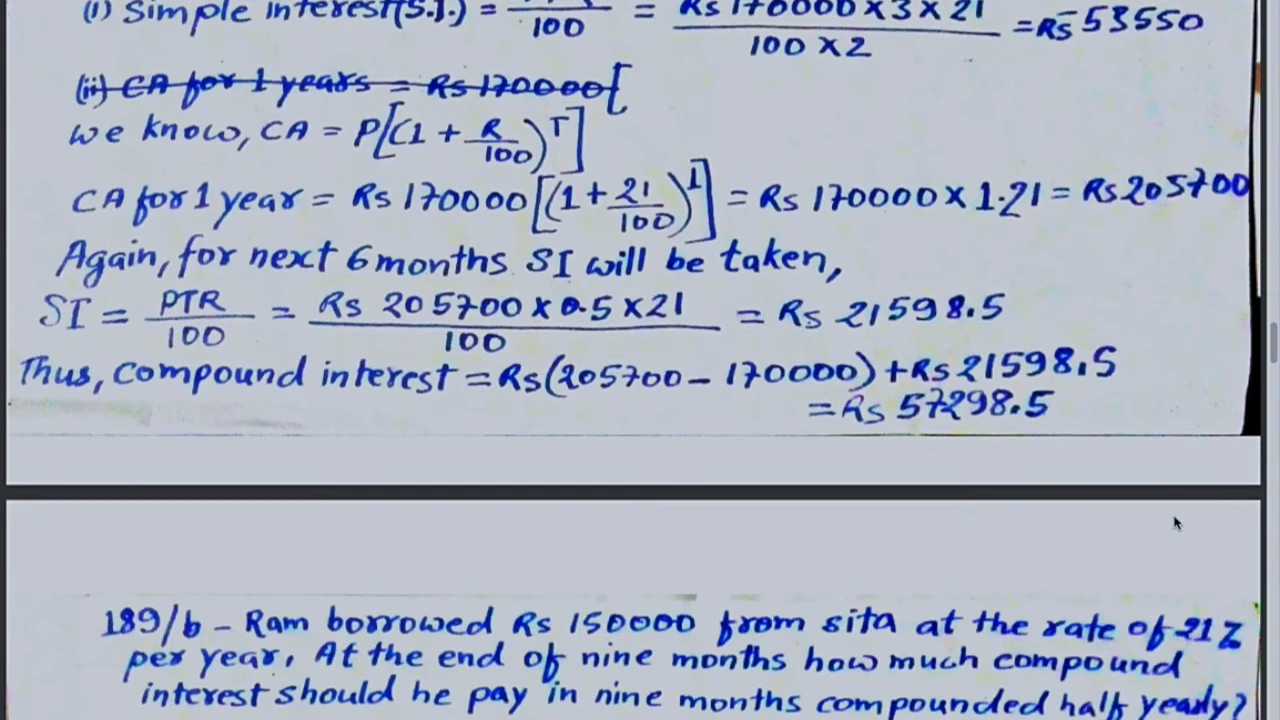 (i) Simple interest(S.I.) = /100 = Rs 170000 x 3 x 21 / 100 x 2 = Rs 53550
(ii) CA for 1 years = Rs 170000[
we know, CA = P[(1 + R/100)^T]
CA for 1 year = Rs 170000[(1+21/100)^1] = Rs 170000 x 1.21 = Rs 205700
Again, for next 6 months SI will be taken,
SI = PTR/100 = Rs 205700 x 0.5 x 21 / 100 = Rs 21598.5
Thus, compound interest = Rs(205700 - 170000) + Rs 21598.5
= Rs 57298.5
189/b - Ram borrowed Rs 150000 from sita at the rate of 21%
per year. At the end of nine months how much compound
interest should he pay in nine months compounded half yearly?